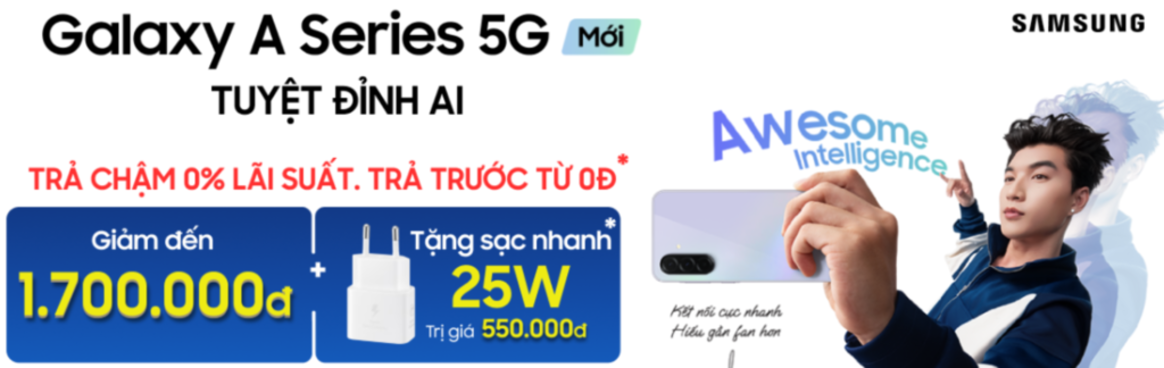 Galaxy A Series 5G Mới
SAMSUNG
TUYỆT ĐỈNH AI
Awesome
Intelligence
TRẢ CHẬM 0% LÃI SUẤT. TRẢ TRƯỚC TỪ 0Đ*
Giảm đến
1.700.000đ
+
Tặng sạc nhanh*
25W
Trị giá 550.000đ
Kết nối cực nhanh
Hiểu gần fan hơn